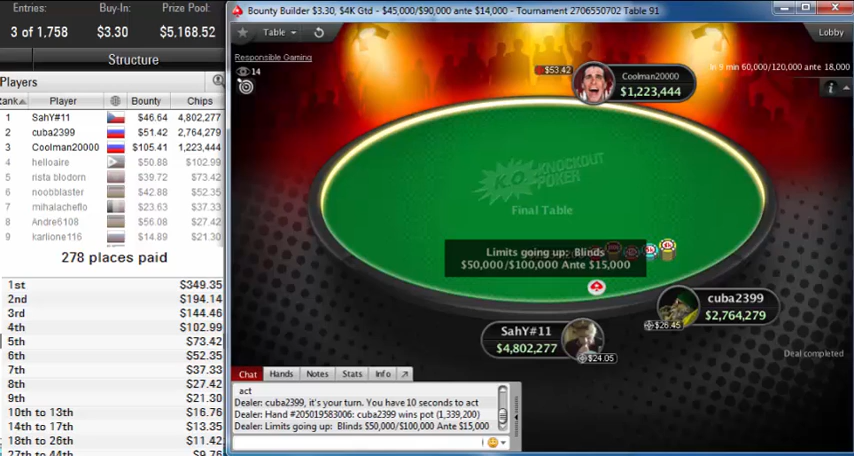 Entries: Buy-In: Prize Pool:
3 of 1,758 $3.30 $5,168.52
Structure
Players
Rank Player Bounty Chips
1 SahY#11 $46.64 4,802,277
2 cuba2399 $51.42 2,764,279
3 Coolman20000 $105.41 1,223,444
4 helloaire $50.88 $102.99
5 rista blodorn $39.72 $73.42
6 noobblaster $42.88 $52.35
7 mihalacheflo $23.63 $37.33
8 Andre6108 $56.08 $27.42
9 karlione116 $14.89 $21.30
278 places paid
1st $349.35
2nd $194.14
3rd $144.46
4th $102.99
5th $73.42
6th $52.35
7th $37.33
8th $27.42
9th $21.30
10th to 13th $16.76
14th to 17th $13.35
18th to 26th $11.42
27th to 44th $9.76
Bounty Builder $3.30, $4K Gtd - $45,000/$90,000 ante $14,000 - Tournament 2706550702 Table 91
Table Lobby
Responsible Gaming
14
In 9 min 60,000/120,000 ante 18,000
$53.42
Coolman20000
$1,223,444
K.O. KNOCKOUT
POKER
Final Table
Limits going up: Blinds
$50,000/$100,000 Ante $15,000
cuba2399
$2,764,279
$26.45
SahY#11
$4,802,277
$24.05
Deal completed
Chat Hands Notes Stats Info
act
Dealer: cuba2399, it's your turn. You have 10 seconds to act
Dealer: Hand #205019583006: cuba2399 wins pot (1,339,200)
Dealer: Limits going up: Blinds $50,000/$100,000 Ante $15,000